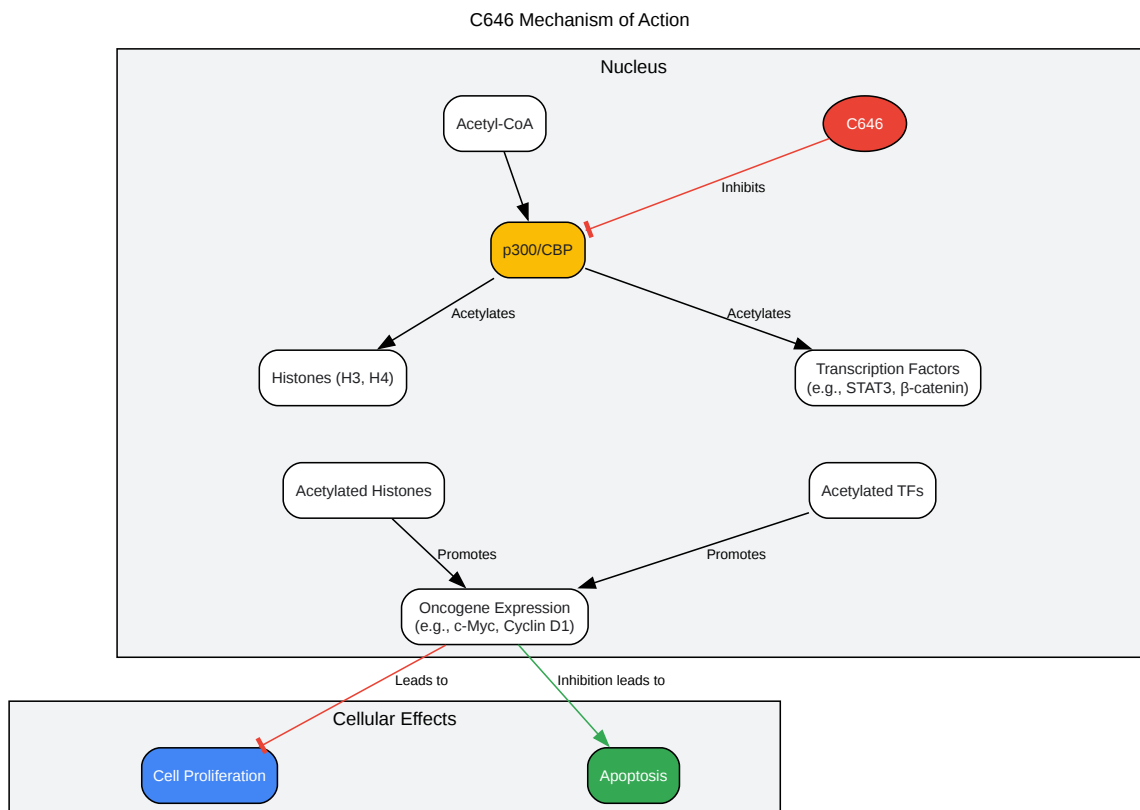 C646 Mechanism of Action
Nucleus
Acetyl-CoA
C646
Inhibits
p300/CBP
Acetylates
Acetylates
Histones (H3, H4)
Transcription Factors
(e.g., STAT3, β-catenin)
Acetylated Histones
Acetylated TFs
Promotes
Promotes
Oncogene Expression
(e.g., c-Myc, Cyclin D1)
Leads to
Inhibition leads to
Cellular Effects
Cell Proliferation
Apoptosis